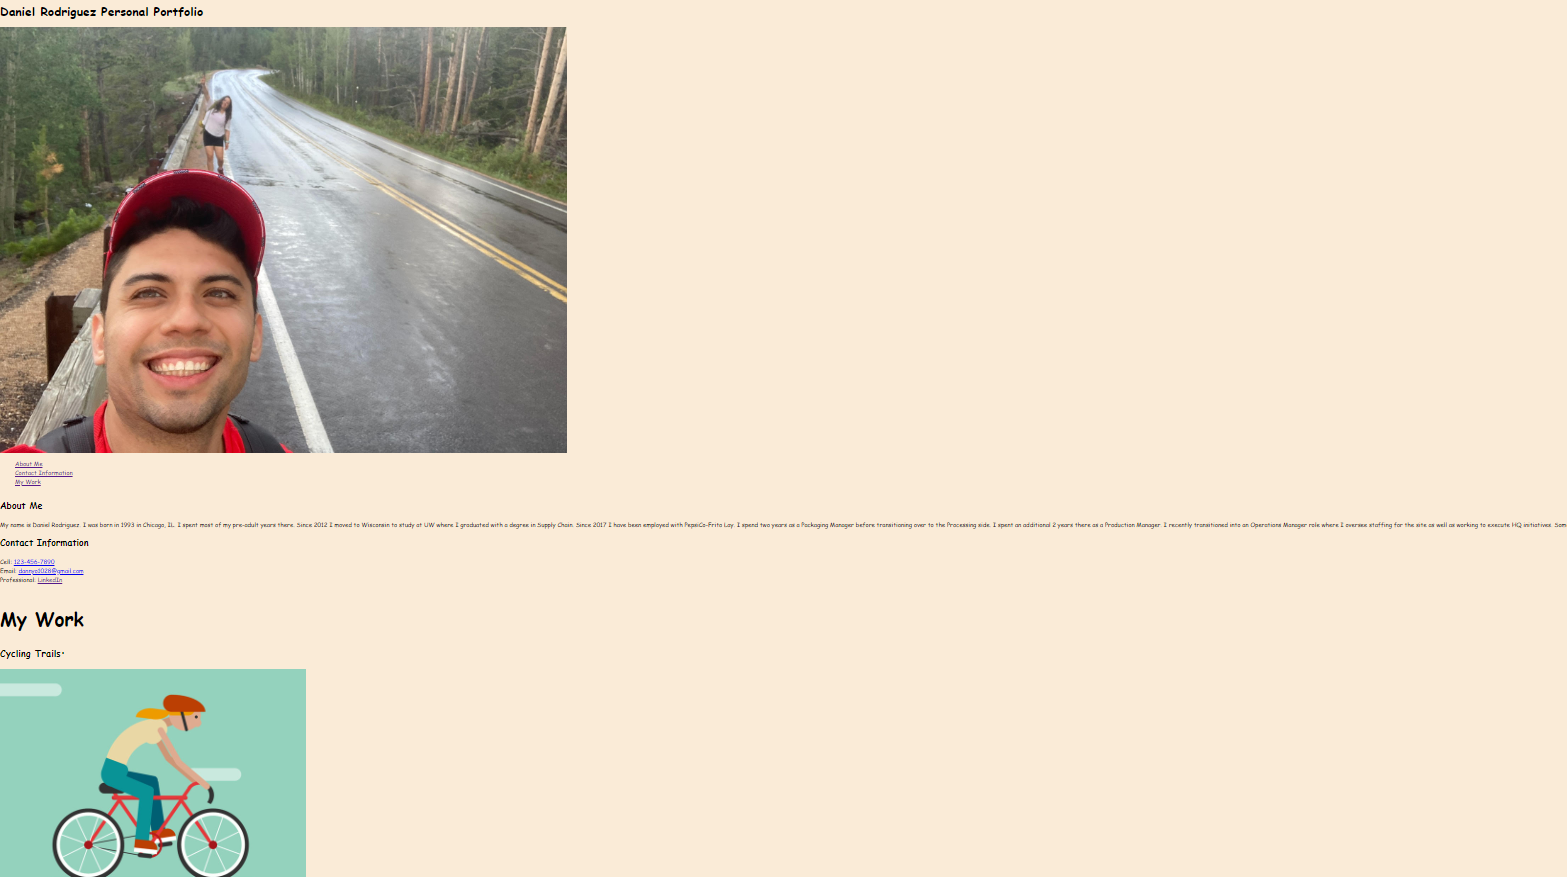 Daniel Rodriguez Personal Portfolio
About Me
Contact Information
My Work
About Me
My name is Daniel Rodriguez. I was born in 1993 in Chicago, IL. I spent most of my pre-adult years there. Since 2012 I moved to Wisconsin to study at UW where I graduated with a degree in Supply Chain. Since 2017 I have been employed with PepsiCo-Frito Lay. I spend two years as a Packaging Manager before transitioning over to the Processing side. I spent an additional 2 years there as a Production Manager. I recently transitioned into an Operations Manager role where I oversee staffing for the site as well as working to execute HQ initiatives. Som
Contact Information
Cell: 123-456-7890
Email: dannyo1028@gmail.com
Professional: LinkedIn
My Work
Cycling Trails·